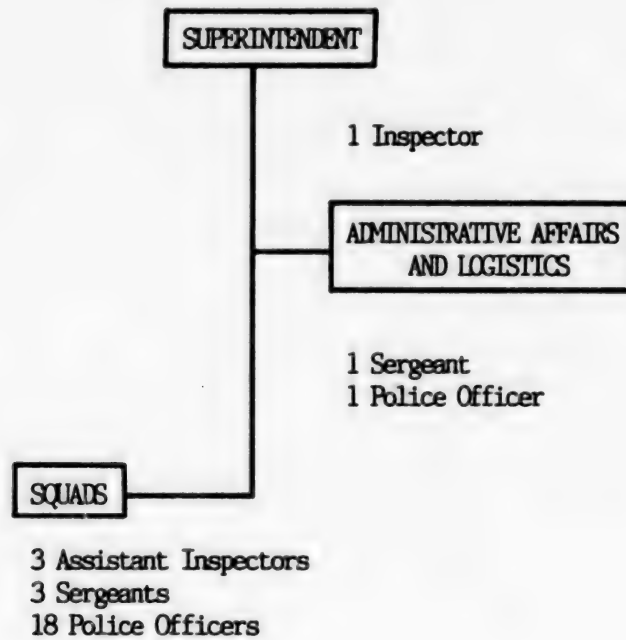 SUPERINTENDENT
1 Inspector
ADMINISTRATIVE AFFAIRS
AND LOGISTICS
1 Sergeant
1 Police Officer
SQUADS
3 Assistant Inspectors
3 Sergeants
18 Police Officers